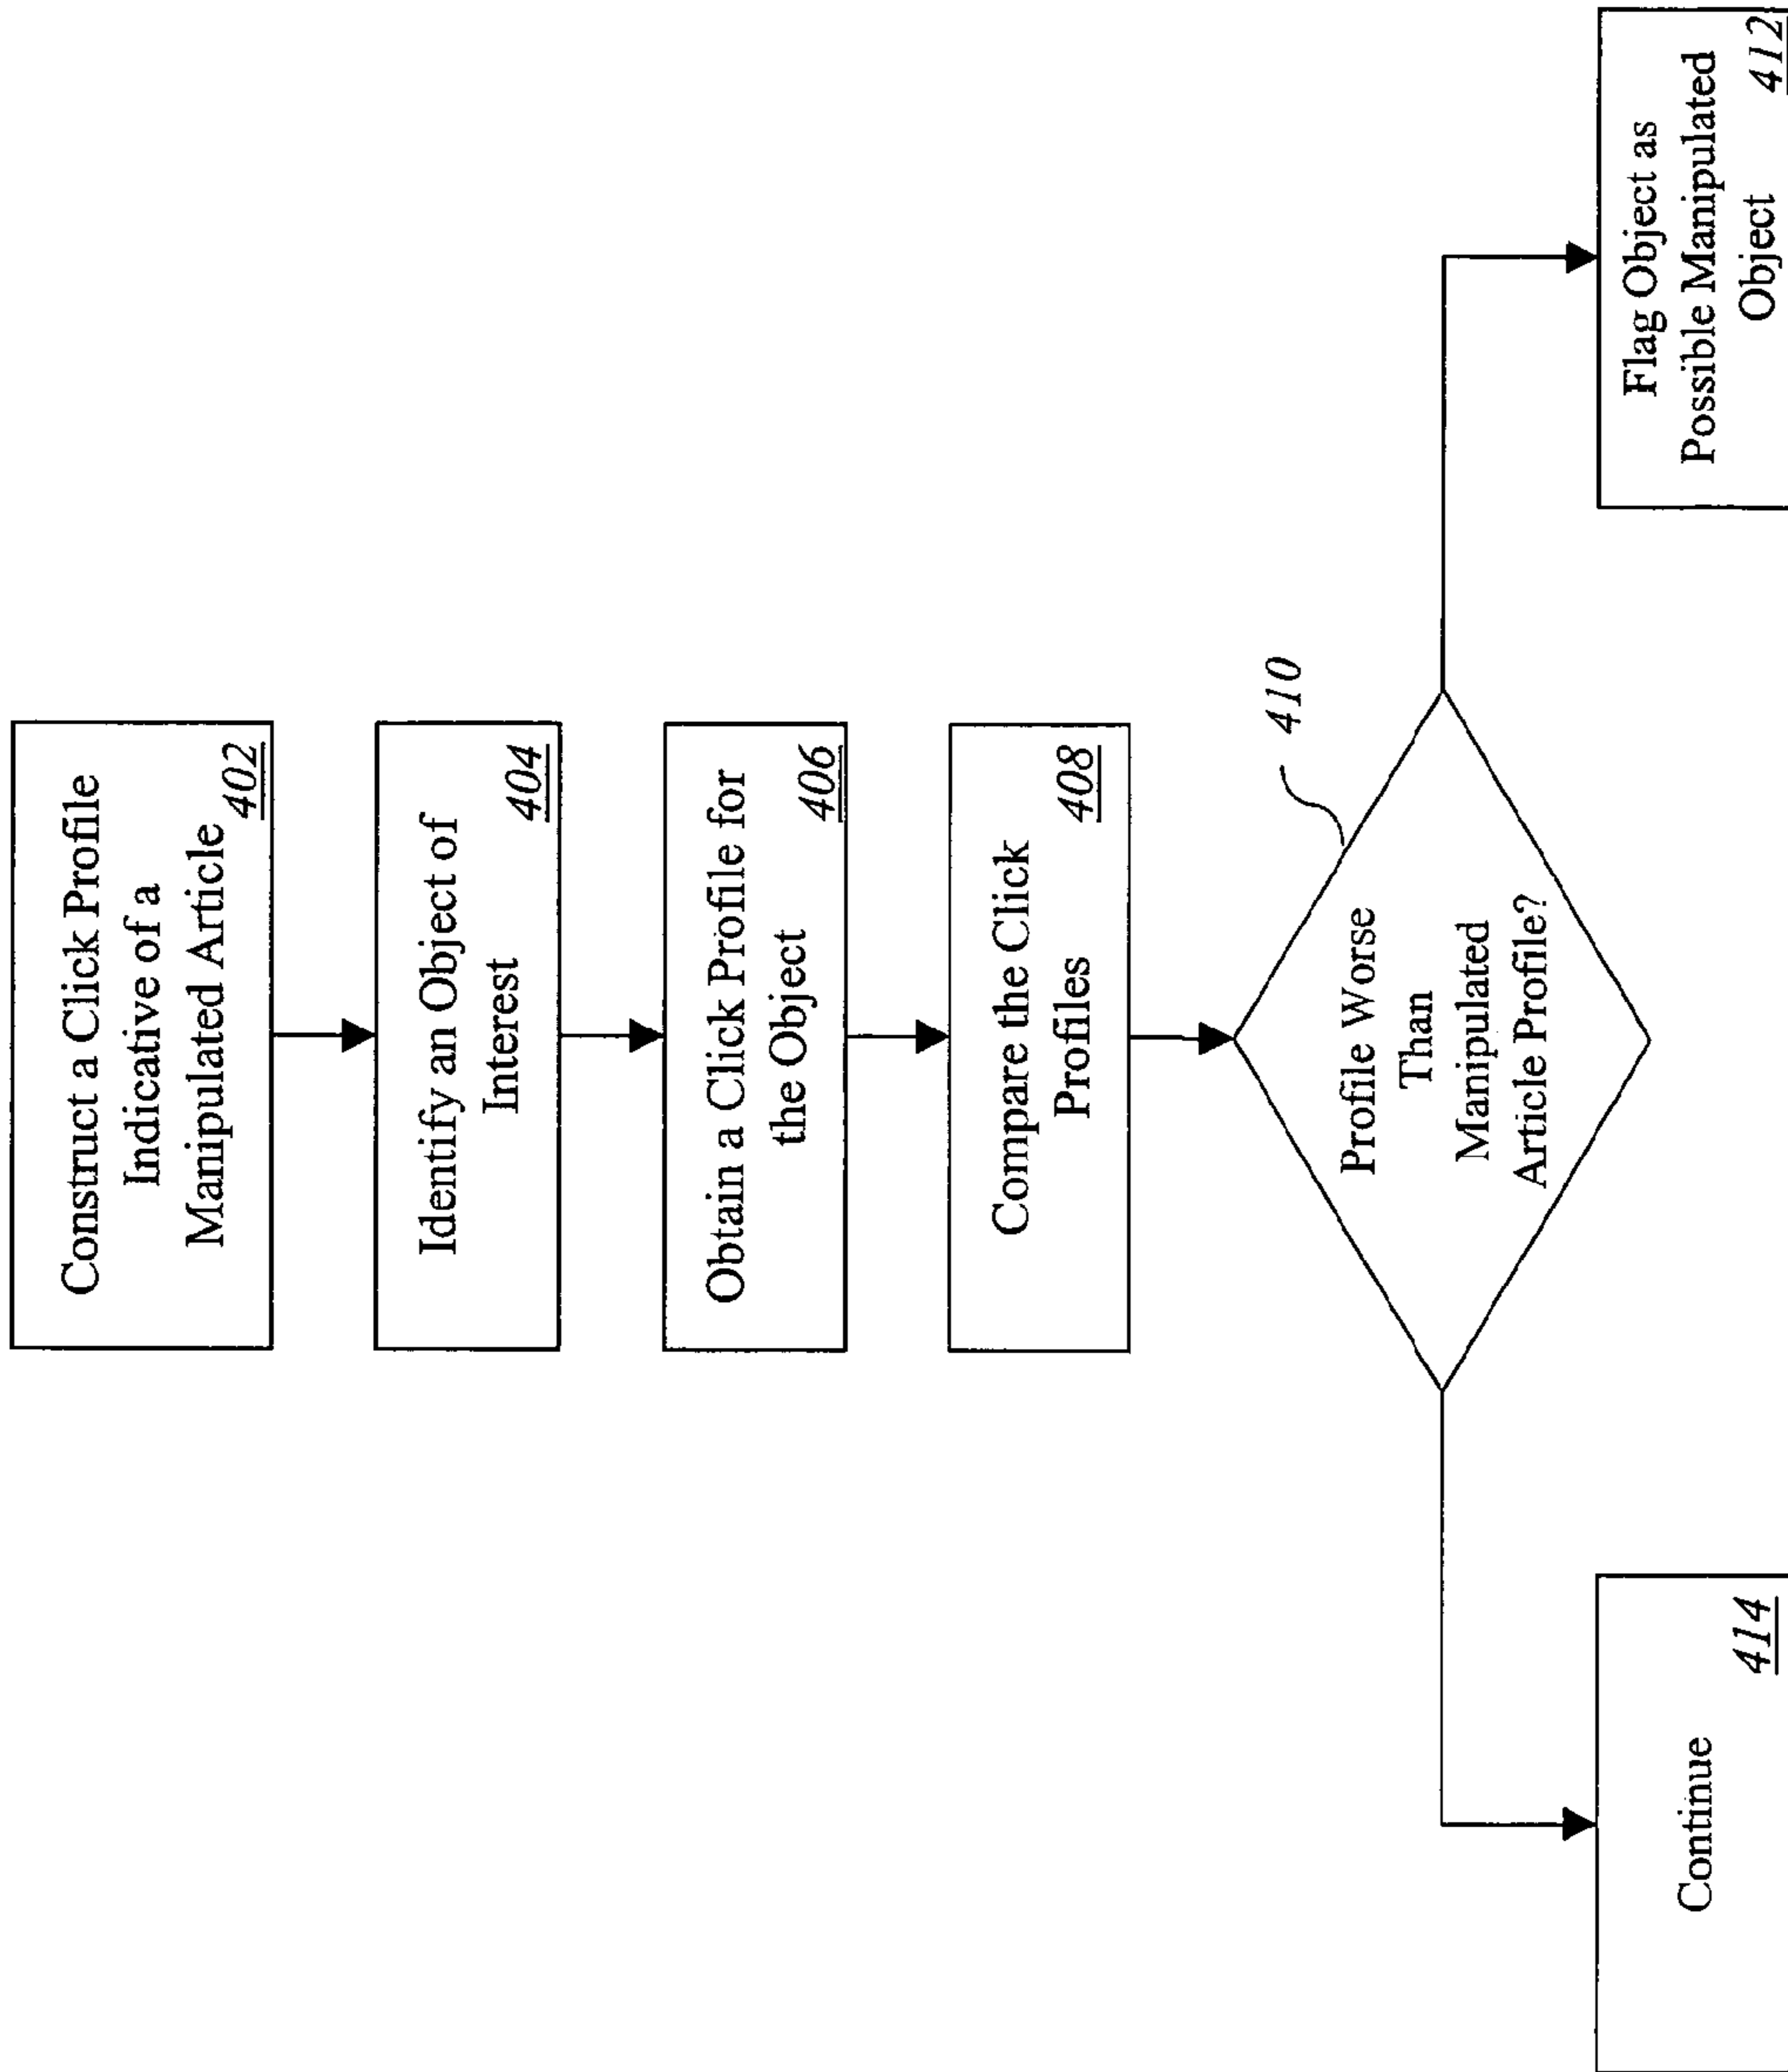 Construct a Click Profile
Indicative of a
Manipulated Article
402
Identify an Object of
Interest
404
Obtain a Click Profile for
the Object
406
Compare the Click
Profiles
408
410
Profile Worse
Than
Manipulated
Article Profile?
Continue
414
Flag Object as
Possible Manipulated
Object
412